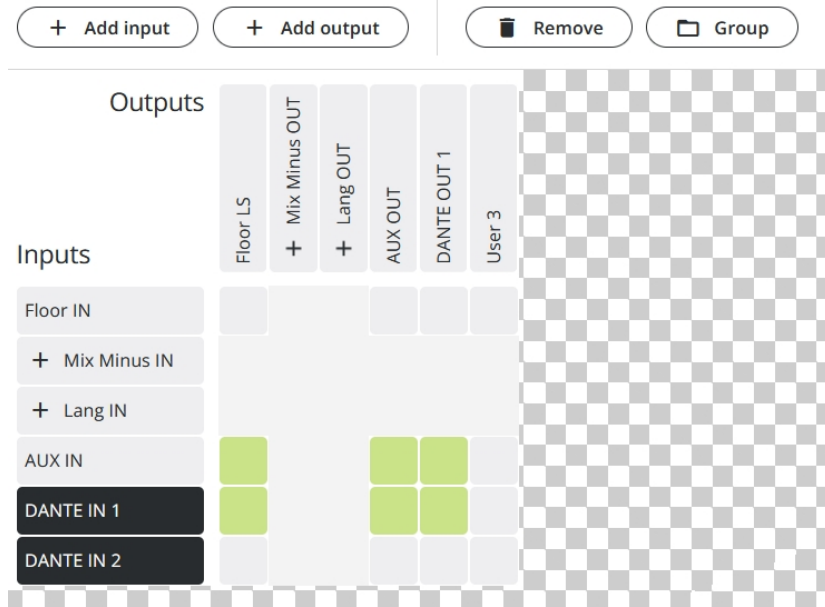 + Add input
+ Add output
Remove
Group
Outputs
Floor LS
+ Mix Minus OUT
+ Lang OUT
AUX OUT
DANTE OUT 1
User 3
Inputs
Floor IN
+ Mix Minus IN
+ Lang IN
AUX IN
DANTE IN 1
DANTE IN 2